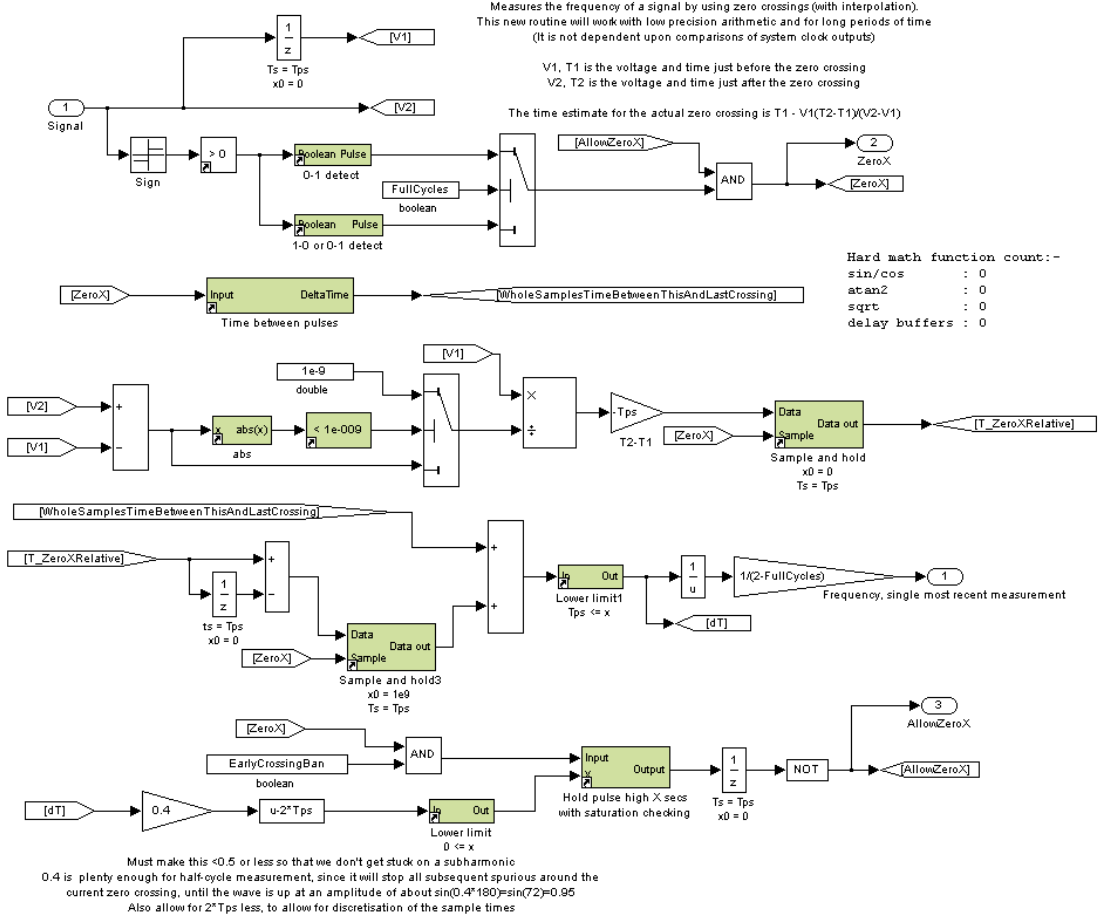 Measures the frequency of a signal by using zero crossings (with interpolation).
This new routine will work with low precision arithmetic and for long periods of time
(It is not dependent upon comparisons of system clock outputs)
V1, T1 is the voltage and time just before the zero crossing
V2, T2 is the voltage and time just after the zero crossing
The time estimate for the actual zero crossing is T1 - V1(T2-T1)/(V2-V1)
1
z
Ts = Tps
x0 = 0
[V1]
1
Signal
[V2]
Sign
> 0
Boolean Pulse
0-1 detect
FullCycles
boolean
Boolean Pulse
1-0 or 0-1 detect
[AllowZeroX]
AND
2
ZeroX
[ZeroX]
Hard math function count:-
sin/cos : 0
atan2 : 0
sqrt : 0
delay buffers : 0
[ZeroX]
Input DeltaTime
Time between pulses
[WholeSamplesTimeBetweenThisAndLastCrossing]
[V1]
1e-9
double
[V2]
[V1]
+
−
x abs(x)
abs
< 1e-009
×
÷
-Tps
T2-T1
[ZeroX]
Data
Data out
Sample
Sample and hold
x0 = 0
Ts = Tps
[T_ZeroXRelative]
[WholeSamplesTimeBetweenThisAndLastCrossing]
[T_ZeroXRelative]
1
z
ts = Tps
x0 = 0
+
−
[ZeroX]
Data
Data out
Sample
Sample and hold3
x0 = 1e9
Ts = Tps
+
+
In Out
Lower limit1
Tps <= x
1
u
1/(2-FullCycles)
1
Frequency, single most recent measurement
[dT]
[ZeroX]
EarlyCrossingBan
boolean
AND
[dT]
0.4
u-2*Tps
In Out
Lower limit
0 <= x
Input
Output
X
Hold pulse high X secs
with saturation checking
1
z
Ts = Tps
x0 = 0
NOT
3
AllowZeroX
[AllowZeroX]
Must make this <0.5 or less so that we don't get stuck on a subharmonic
0.4 is plenty enough for half-cycle measurement, since it will stop all subsequent spurious around the
current zero crossing, until the wave is up at an amplitude of about sin(0.4*180)=sin(72)=0.95
Also allow for 2*Tps less, to allow for discretisation of the sample times